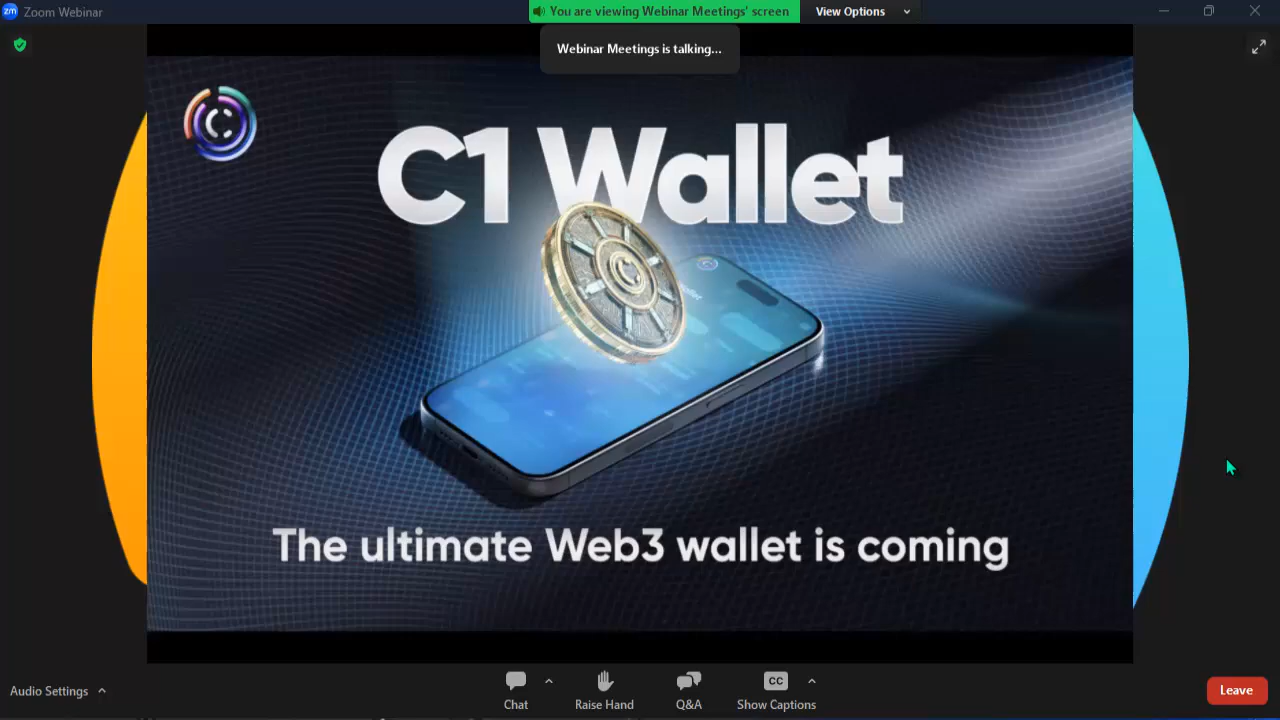 zm Zoom Webinar
You are viewing Webinar Meetings' screen
View Options
Webinar Meetings is talking...
C1 Wallet
The ultimate Web3 wallet is coming
Audio Settings
Chat
Raise Hand
Q&A
CC
Show Captions
Leave